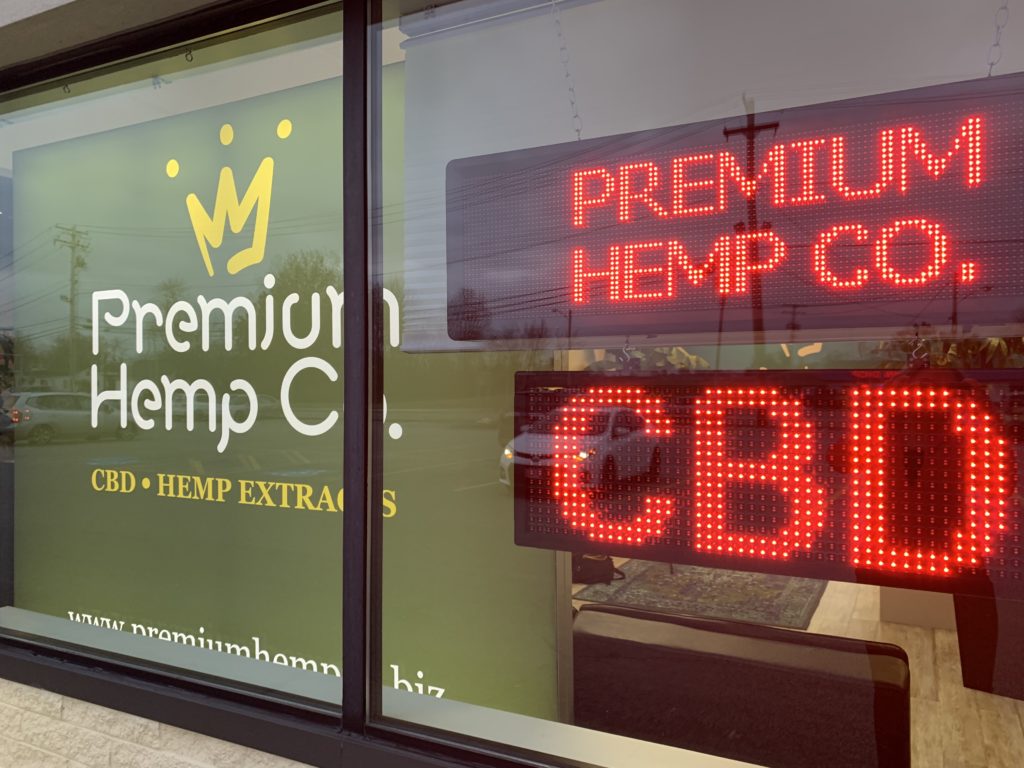 Premium
Hemp Co.
CBD • HEMP EXTRACTS
PREMIUM
HEMP CO.
CBD